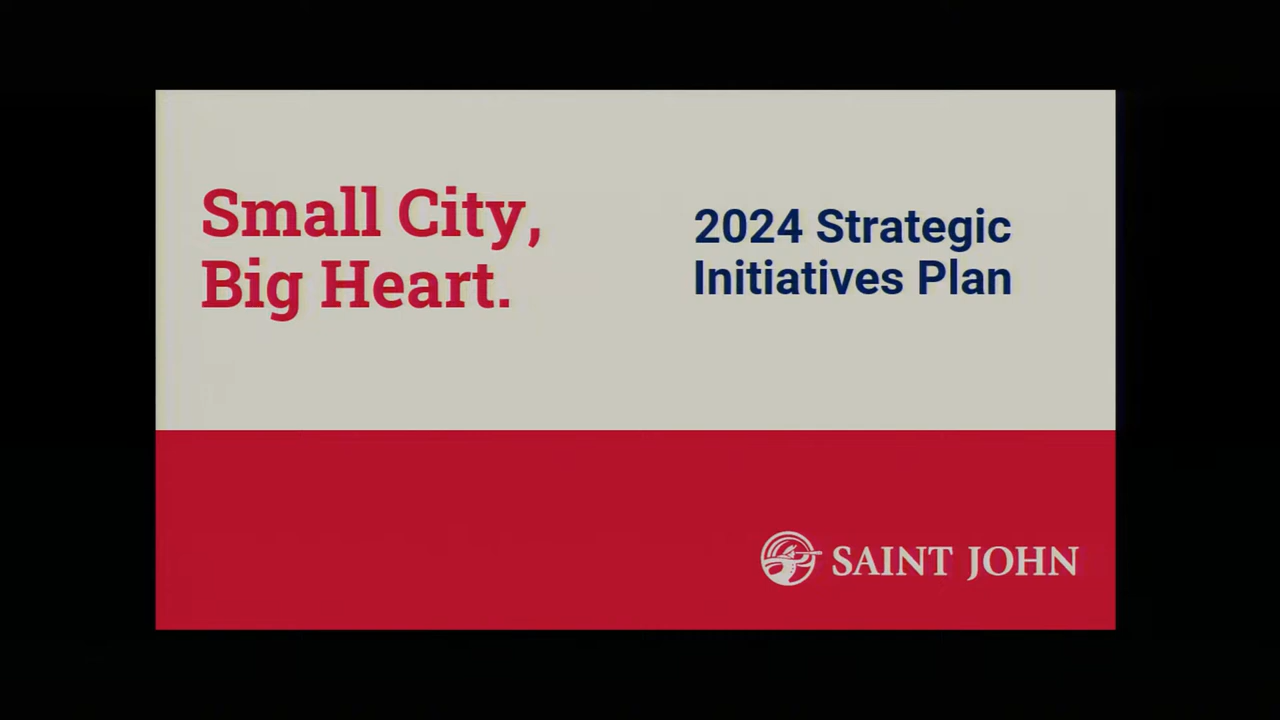 Small City,
Big Heart.
2024 Strategic
Initiatives Plan
SAINT JOHN